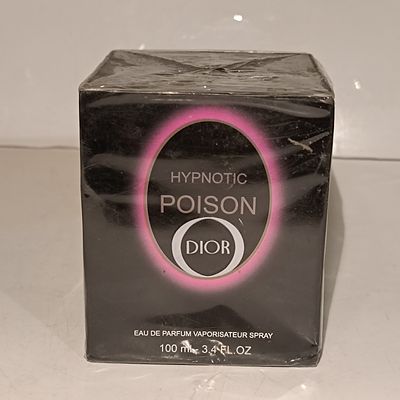 HYPNOTIC
POISON
DIOR
EAU DE PARFUM VAPORISATEUR SPRAY
100 ml - 3.4 FL.OZ